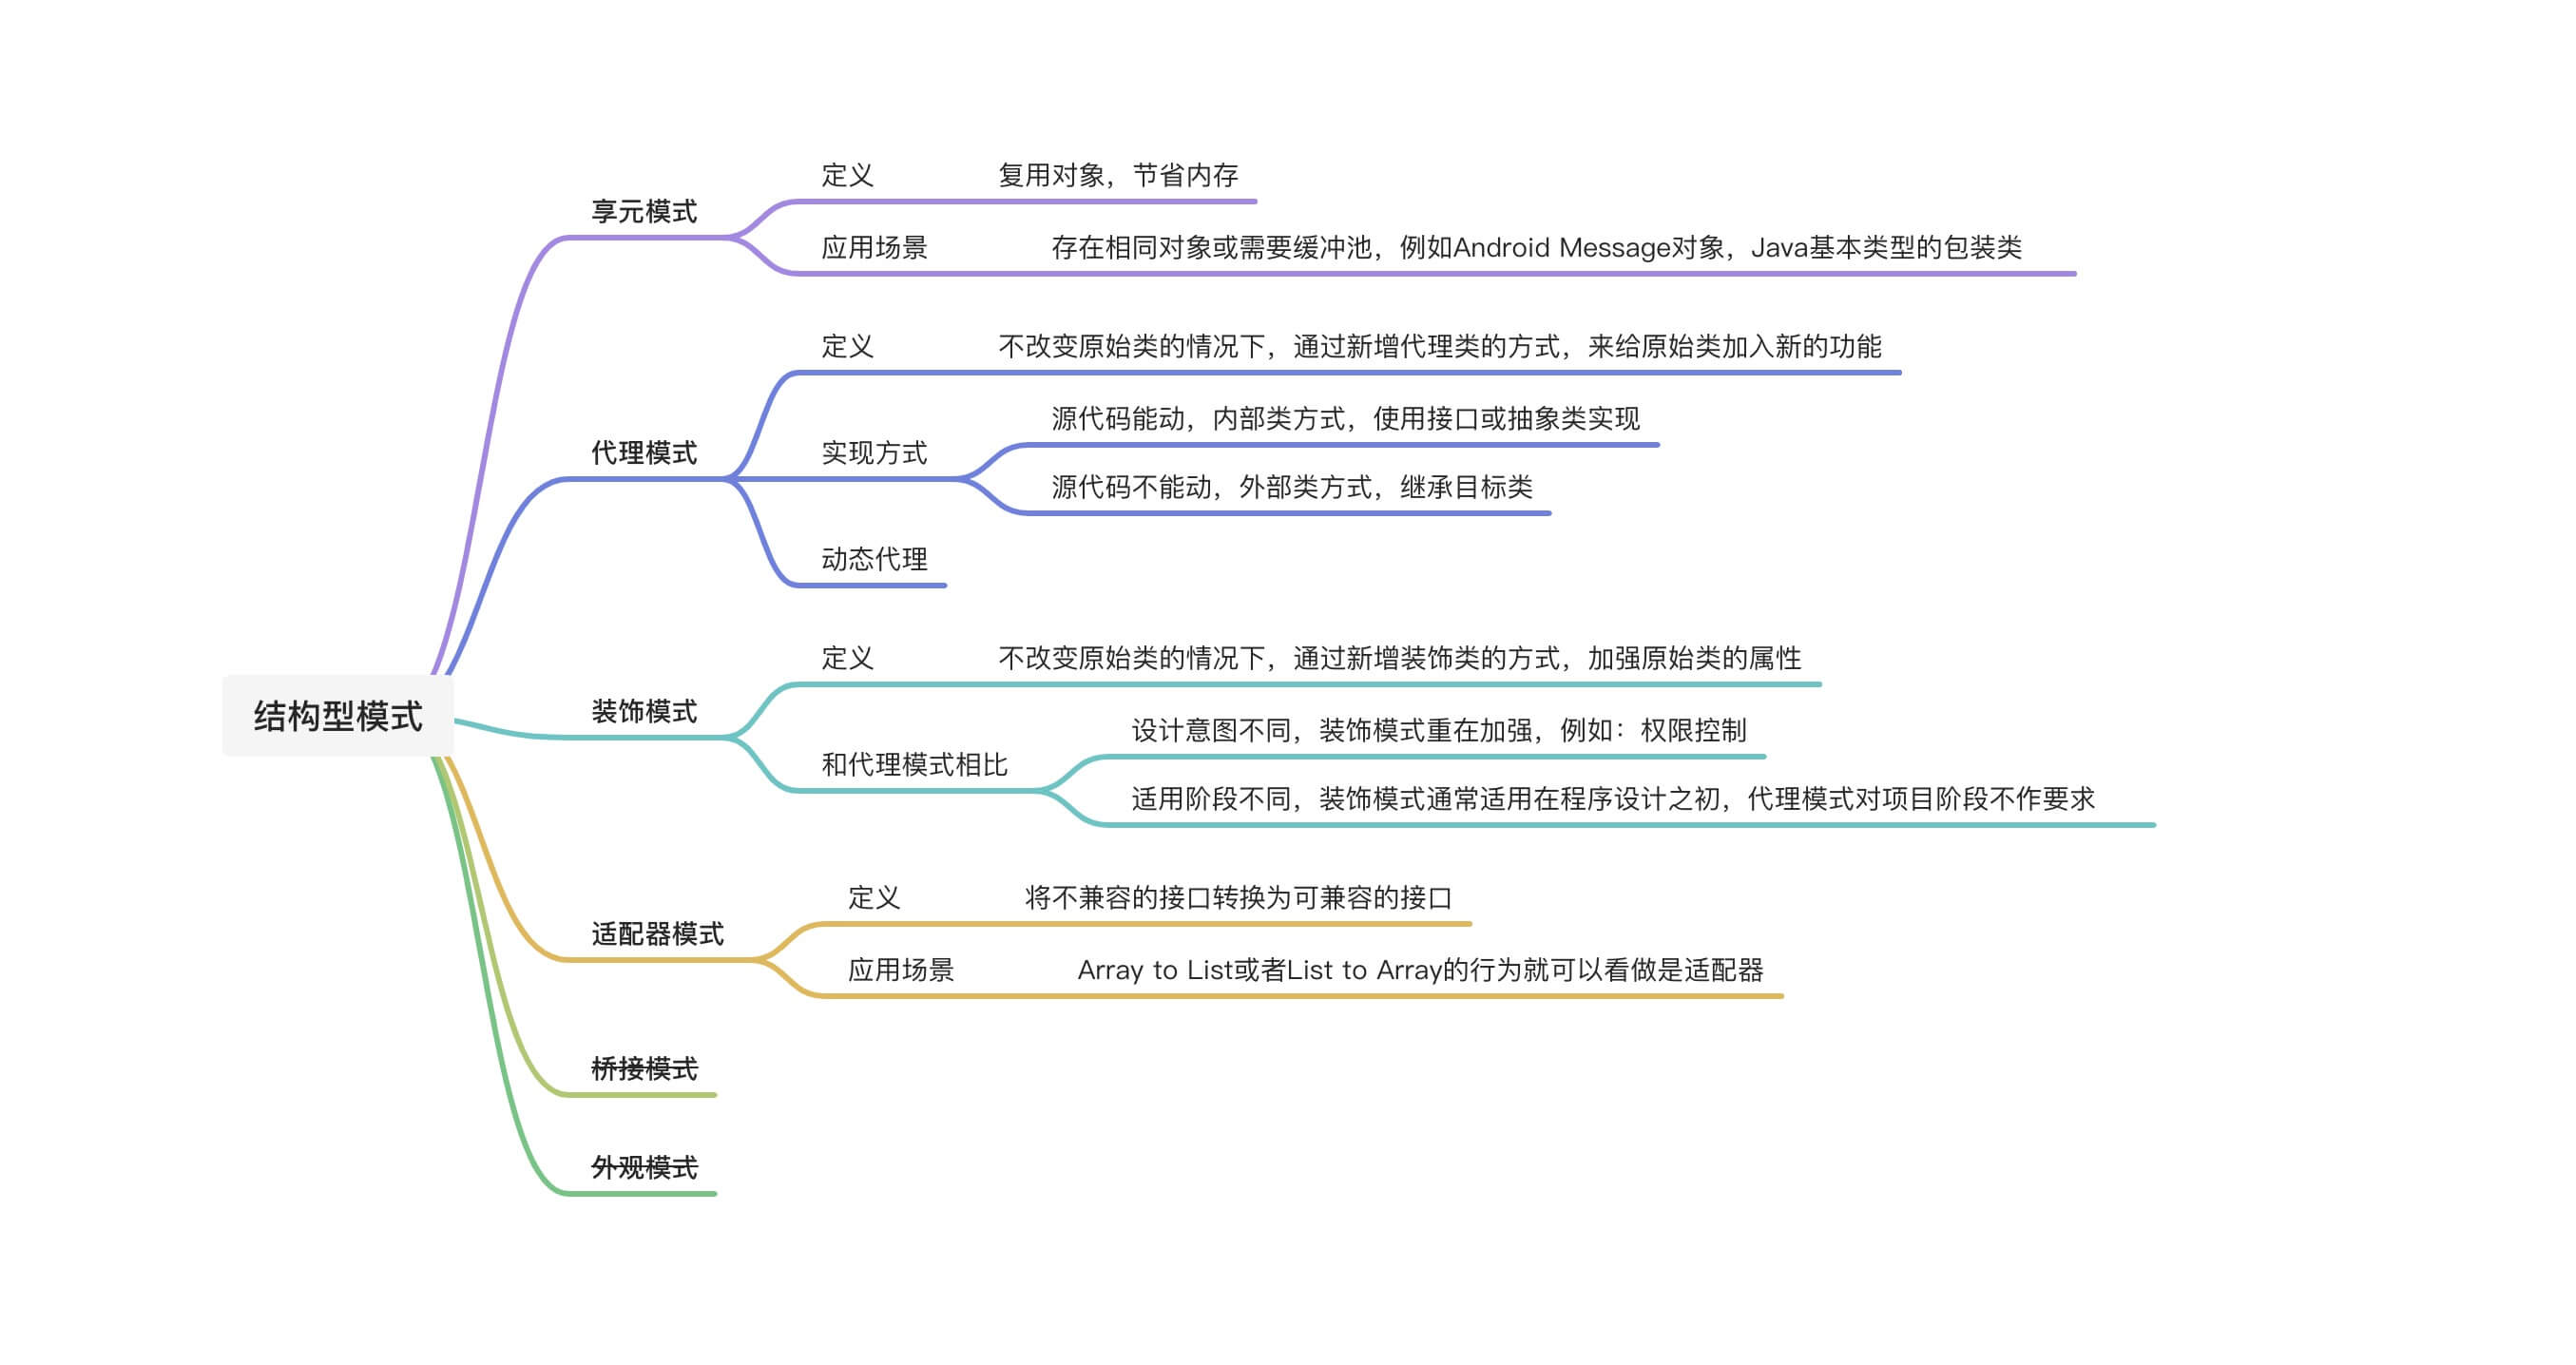 结构型模式
享元模式
定义 复用对象，节省内存
应用场景 存在相同对象或需要缓冲池，例如Android Message对象，Java基本类型的包装类
代理模式
定义 不改变原始类的情况下，通过新增代理类的方式，来给原始类加入新的功能
实现方式
源代码能动，内部类方式，使用接口或抽象类实现
源代码不能动，外部类方式，继承目标类
动态代理
装饰模式
定义 不改变原始类的情况下，通过新增装饰类的方式，加强原始类的属性
和代理模式相比
设计意图不同，装饰模式重在加强，例如：权限控制
适用阶段不同，装饰模式通常适用在程序设计之初，代理模式对项目阶段不作要求
适配器模式
定义 将不兼容的接口转换为可兼容的接口
应用场景 Array to List或者List to Array的行为就可以看做是适配器
桥接模式
外观模式